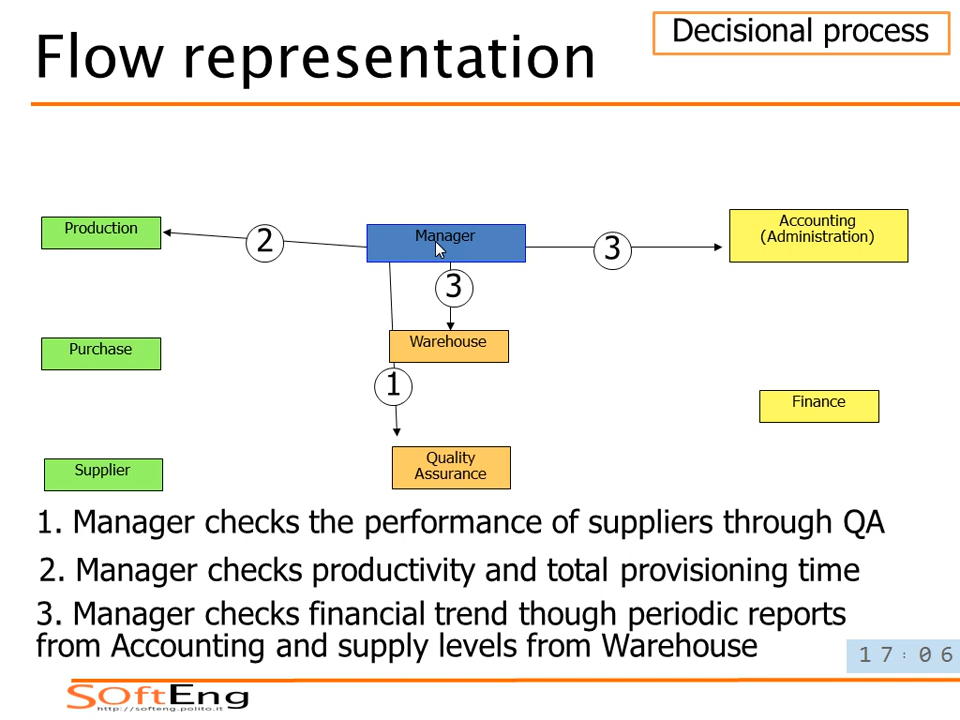 Decisional process
Flow representation
Production
2
Manager
3
Accounting
(Administration)
3
Purchase
Warehouse
1
Finance
Supplier
Quality
Assurance
1. Manager checks the performance of suppliers through QA
2. Manager checks productivity and total provisioning time
3. Manager checks financial trend though periodic reports
from Accounting and supply levels from Warehouse
17:06
SOftEng
http://softeng.polito.it